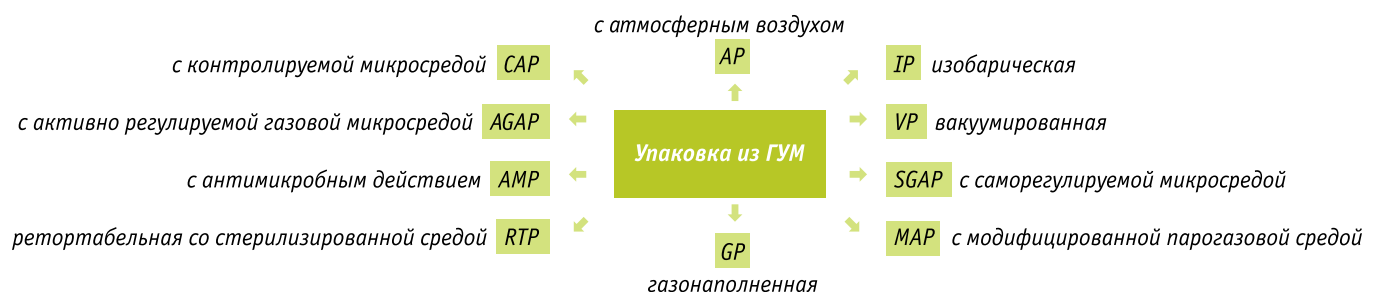 с атмосферным воздухом
AP
с контролируемой микросредой CAP
IP изобарическая
с активно регулируемой газовой микросредой AGAP
VP вакуумированная
Упаковка из ГУМ
с антимикробным действием AMP
SGAP с саморегулируемой микросредой
ретортабельная со стерилизированной средой RTP
MAP с модифицированной парогазовой средой
GP
газонаполненная